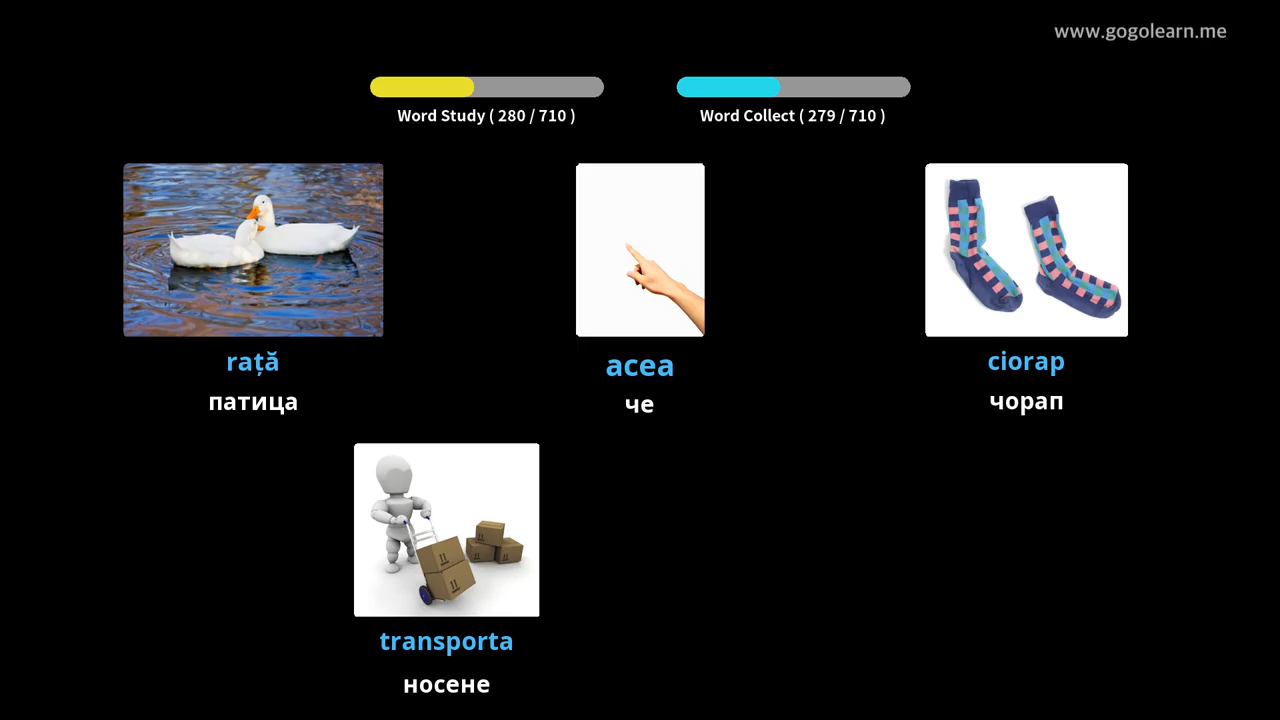 www.gogolearn.me
Word Study ( 280 / 710 )
Word Collect ( 279 / 710 )
rață
патица
acea
че
ciorap
чорап
transporta
носене